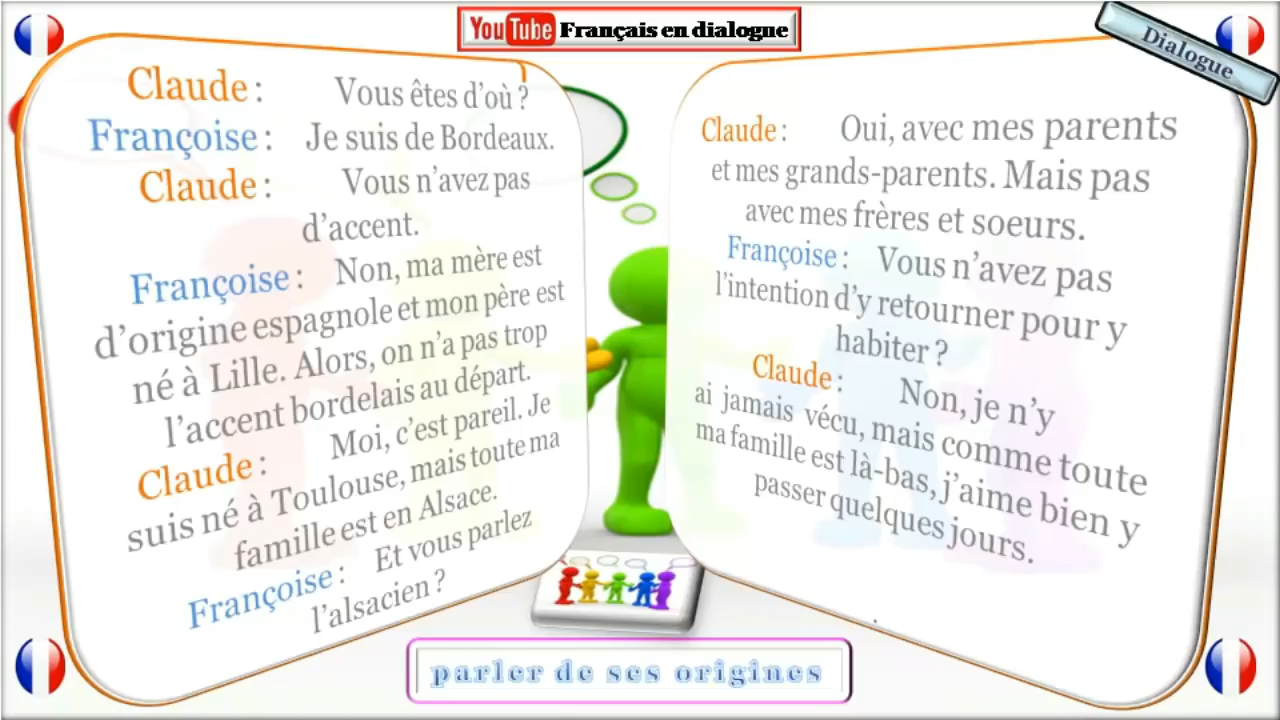 YouTube Français en dialogue
Dialogue
Claude : Vous êtes d’où ?
Françoise : Je suis de Bordeaux.
Claude : Vous n’avez pas
d’accent.
Françoise : Non, ma mère est
d’origine espagnole et mon père est
né à Lille. Alors, on n’a pas trop
l’accent bordelais au départ.
Claude : Moi, c’est pareil. Je
suis né à Toulouse, mais toute ma
famille est en Alsace.
Françoise : Et vous parlez
l’alsacien ?
Claude : Oui, avec mes parents
et mes grands-parents. Mais pas
avec mes frères et soeurs.
Françoise : Vous n’avez pas
l’intention d’y retourner pour y
habiter ?
Claude : Non, je n’y
ai jamais vécu, mais comme toute
ma famille est là-bas, j’aime bien y
passer quelques jours.
.
parler de ses origines